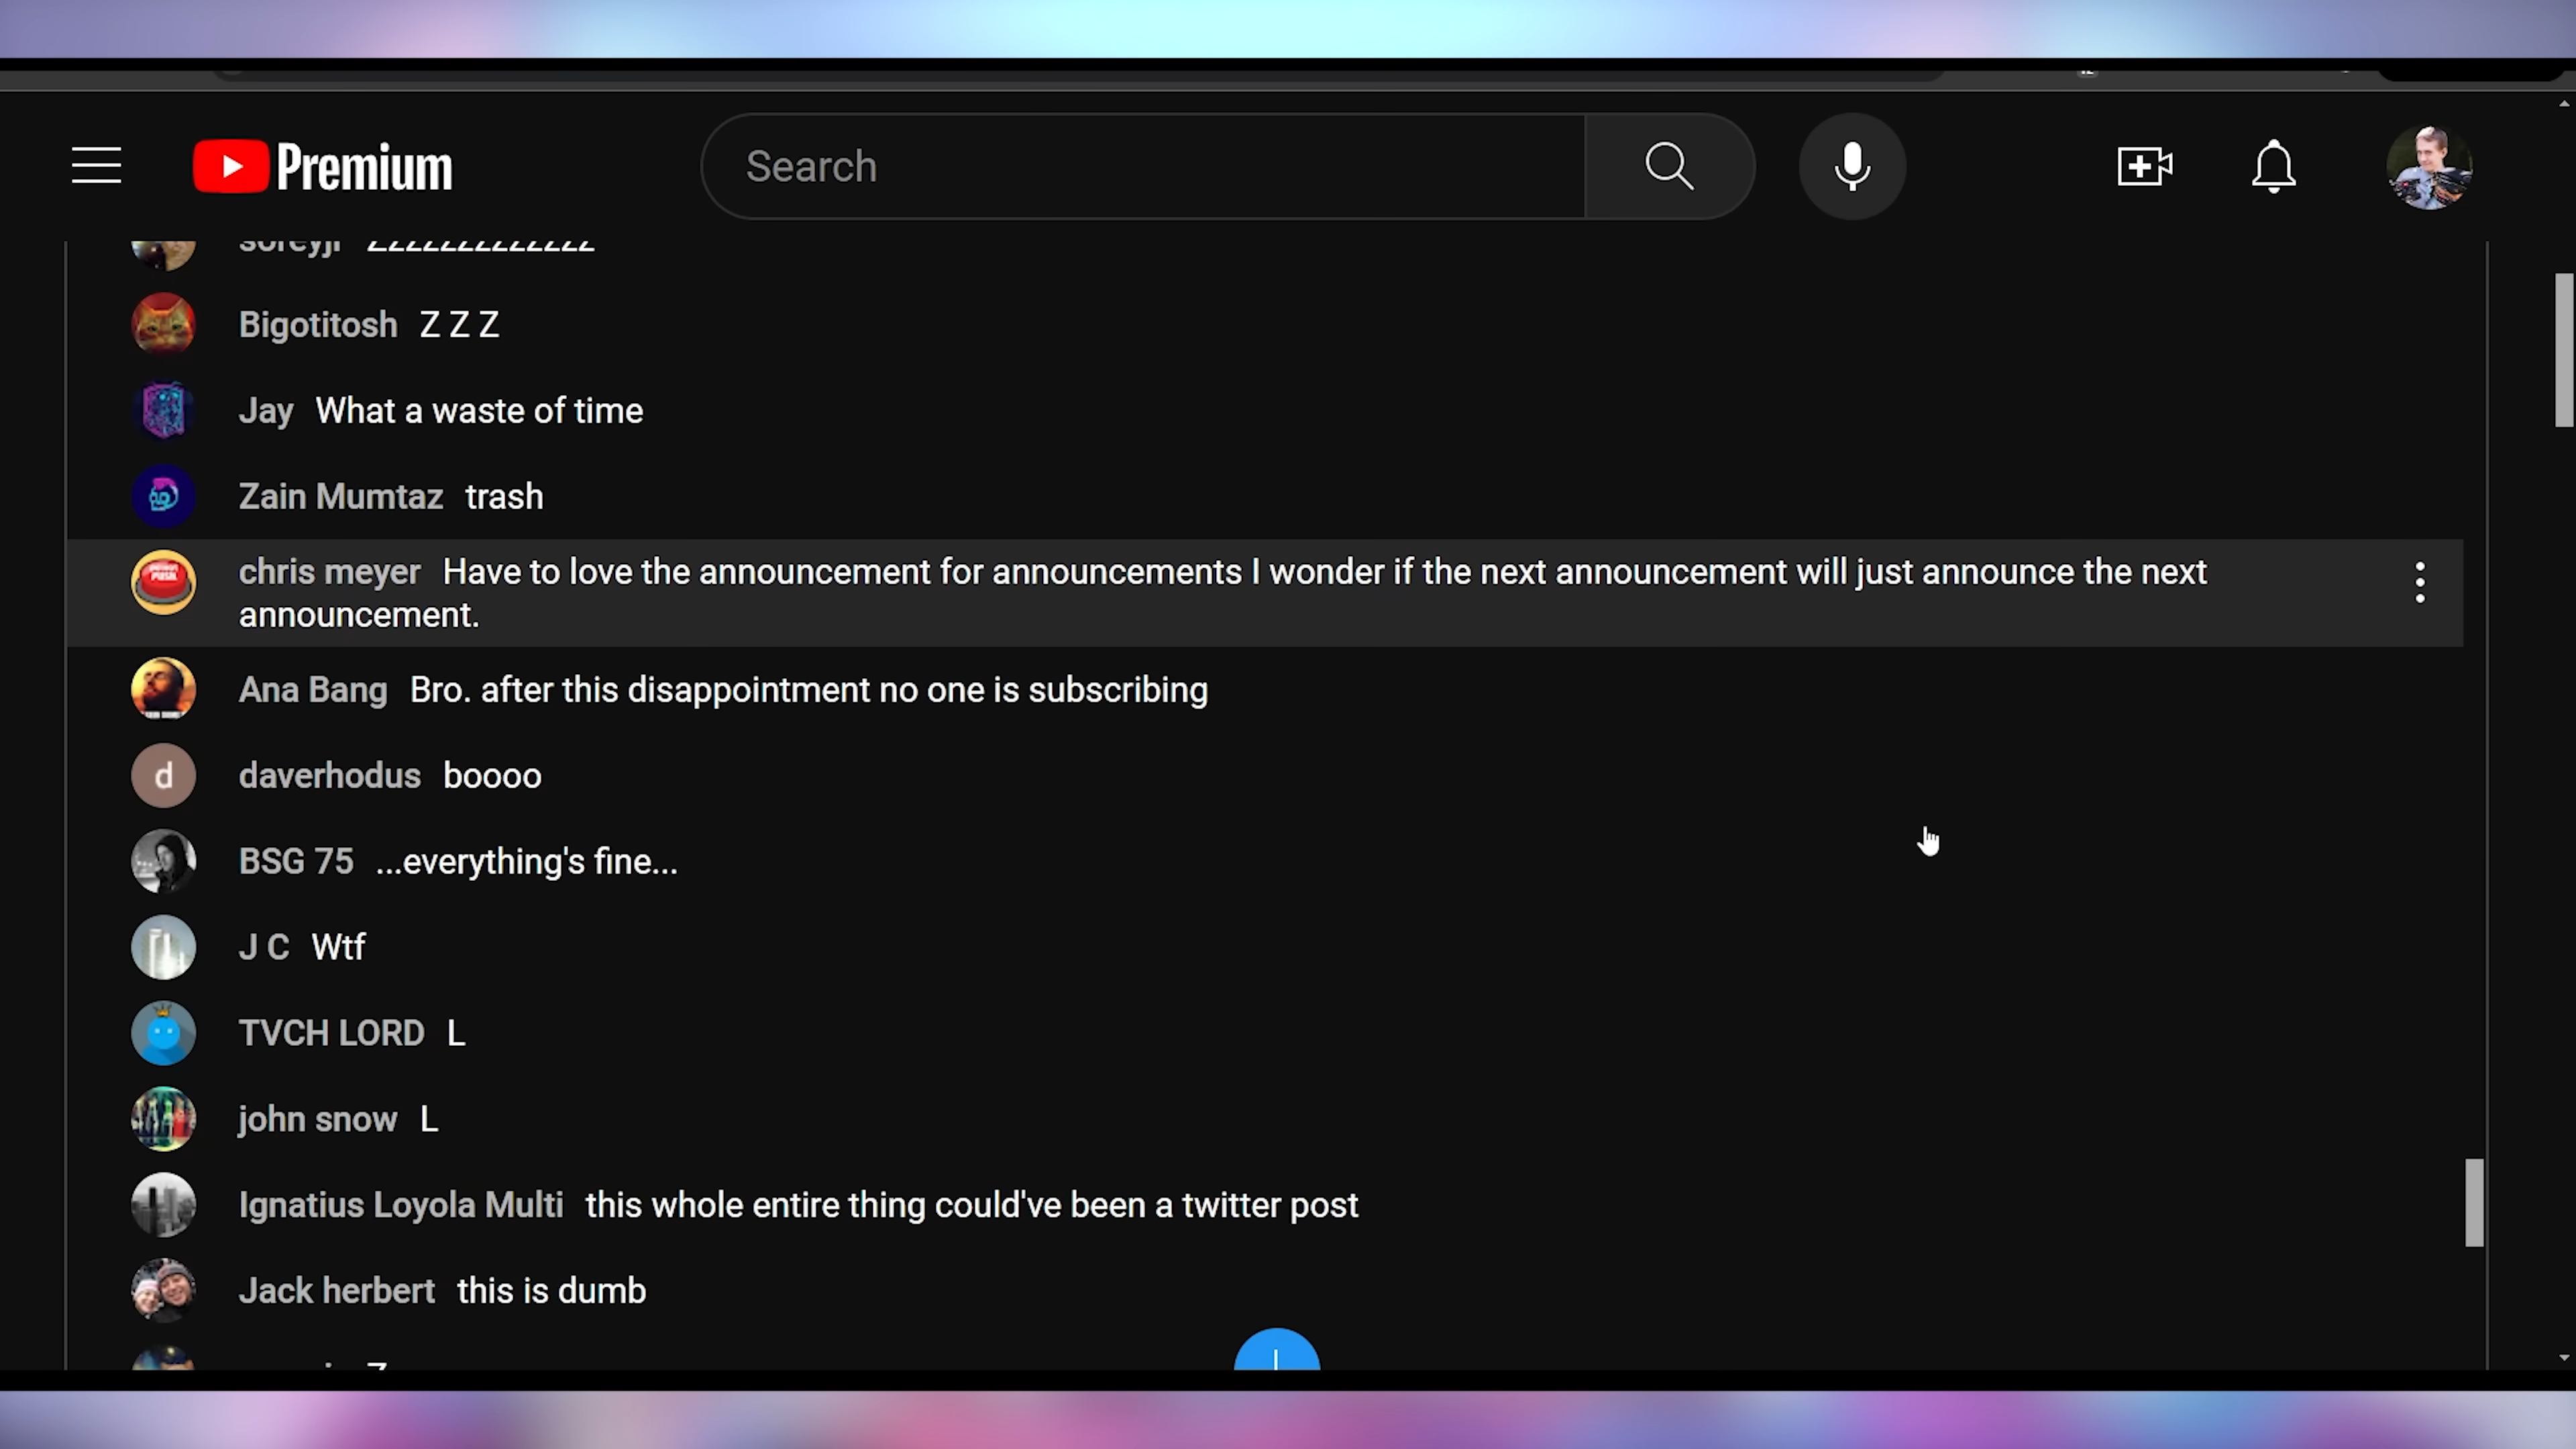 Premium
Search
soreyji ZZZZZZZZZZZZZ
Bigotitosh Z Z Z
Jay What a waste of time
Zain Mumtaz trash
chris meyer Have to love the announcement for announcements I wonder if the next announcement will just announce the next
announcement.
Ana Bang Bro. after this disappointment no one is subscribing
daverhodus boooo
d
BSG 75 ...everything's fine...
J C Wtf
TVCH LORD L
john snow L
Ignatius Loyola Multi this whole entire thing could've been a twitter post
Jack herbert this is dumb